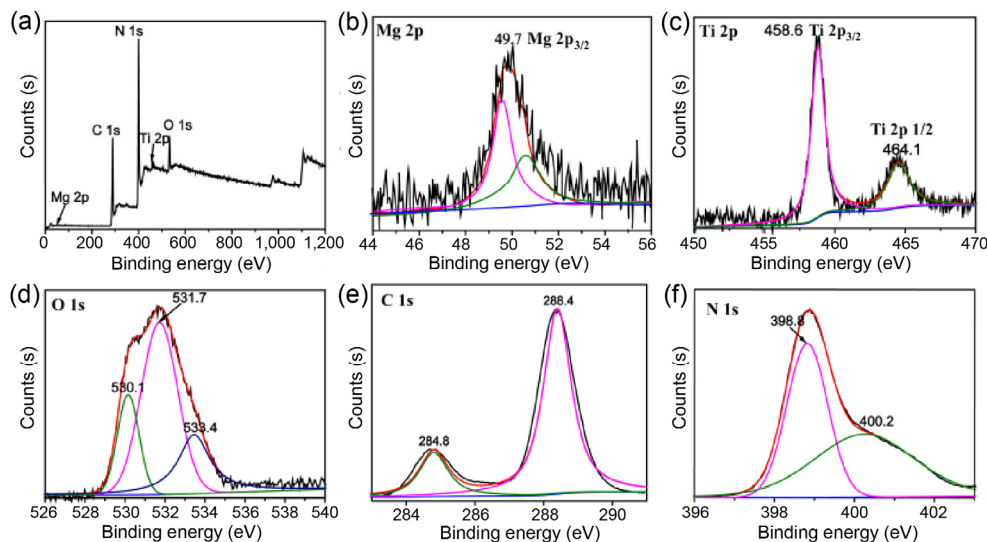 (a)
N 1s
C 1s
Ti 2p
O 1s
Mg 2p
Counts (s)
0 200 400 600 800 1,000 1,200
Binding energy (eV)
(b)
Mg 2p
49.7 Mg 2p3/2
Counts (s)
44 46 48 50 52 54 56
Binding energy (eV)
(c)
Ti 2p
458.6 Ti 2p3/2
Ti 2p 1/2
464.1
Counts (s)
450 455 460 465 470
Binding energy (eV)
(d)
O 1s
531.7
530.1
533.4
Counts (s)
526 528 530 532 534 536 538 540
Binding energy (eV)
(e)
C 1s
288.4
284.8
Counts (s)
284 286 288 290
Binding energy (eV)
(f)
N 1s
398.8
400.2
Counts (s)
396 398 400 402
Binding energy (eV)